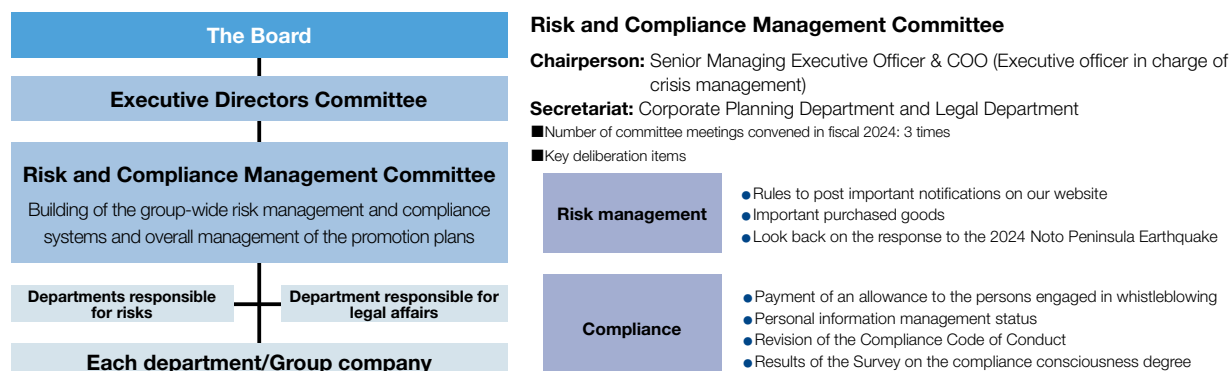 The Board
Executive Directors Committee
Risk and Compliance Management Committee
Building of the group-wide risk management and compliance
systems and overall management of the promotion plans
Departments responsible
for risks
Department responsible for
legal affairs
Each department/Group company
Risk and Compliance Management Committee
Chairperson: Senior Managing Executive Officer & COO (Executive officer in charge of
crisis management)
Secretariat: Corporate Planning Department and Legal Department
■Number of committee meetings convened in fiscal 2024: 3 times
■Key deliberation items
Risk management
●Rules to post important notifications on our website
●Important purchased goods
●Look back on the response to the 2024 Noto Peninsula Earthquake
Compliance
●Payment of an allowance to the persons engaged in whistleblowing
●Personal information management status
●Revision of the Compliance Code of Conduct
●Results of the Survey on the compliance consciousness degree